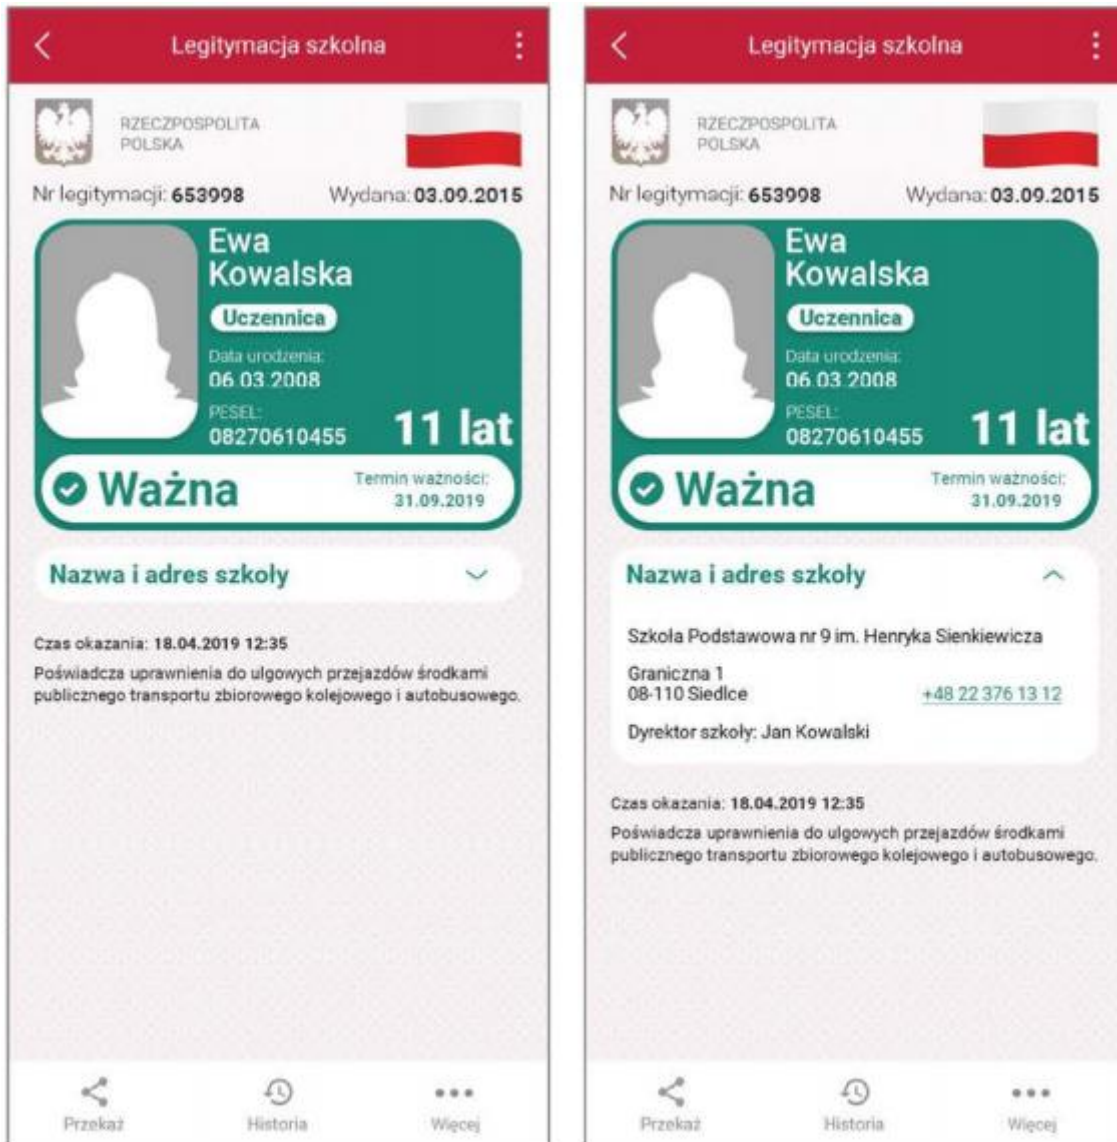 Legitymacja szkolna
RZECZPOSPOLITA
POLSKA
Nr legitymacji: 653998 Wydana: 03.09.2015
Ewa
Kowalska
Uczennica
Data urodzenia:
06.03.2008
PESEL:
08270610455 11 lat
Ważna
Termin ważności:
31.09.2019
Nazwa i adres szkoły
Czas okazania: 18.04.2019 12:35
Poświadcza uprawnienia do ulgowych przejazdów środkami
publicznego transportu zbiorowego kolejowego i autobusowego.
Przekaż Historia Więcej
Legitymacja szkolna
RZECZPOSPOLITA
POLSKA
Nr legitymacji: 653998 Wydana: 03.09.2015
Ewa
Kowalska
Uczennica
Data urodzenia:
06.03.2008
PESEL:
08270610455 11 lat
Ważna
Termin ważności:
31.09.2019
Nazwa i adres szkoły
Szkoła Podstawowa nr 9 im. Henryka Sienkiewicza
Graniczna 1
08-110 Siedlce +48 22 376 13 12
Dyrektor szkoły: Jan Kowalski
Czas okazania: 18.04.2019 12:35
Poświadcza uprawnienia do ulgowych przejazdów środkami
publicznego transportu zbiorowego kolejowego i autobusowego.
Przekaż Historia Więcej